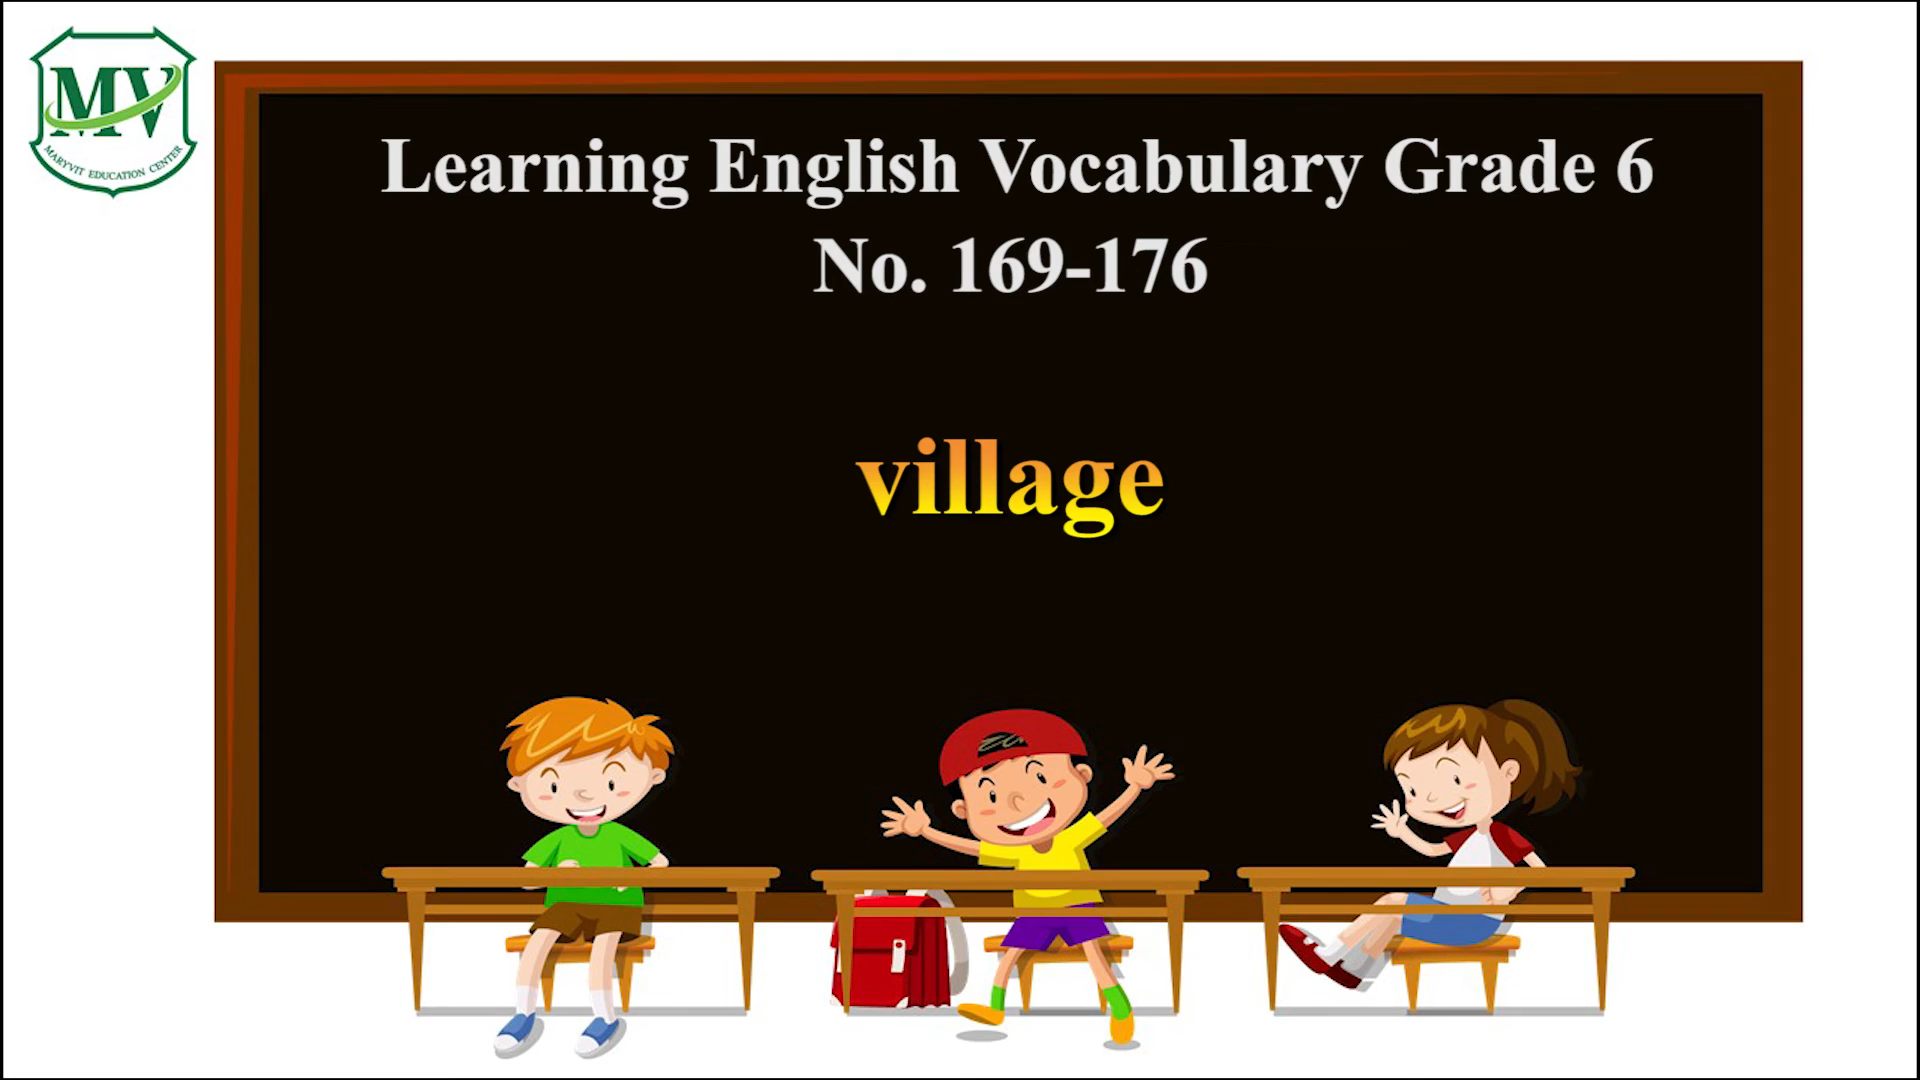 MV
MARYVIT EDUCATION CENTER
Learning English Vocabulary Grade 6
No. 169-176
village